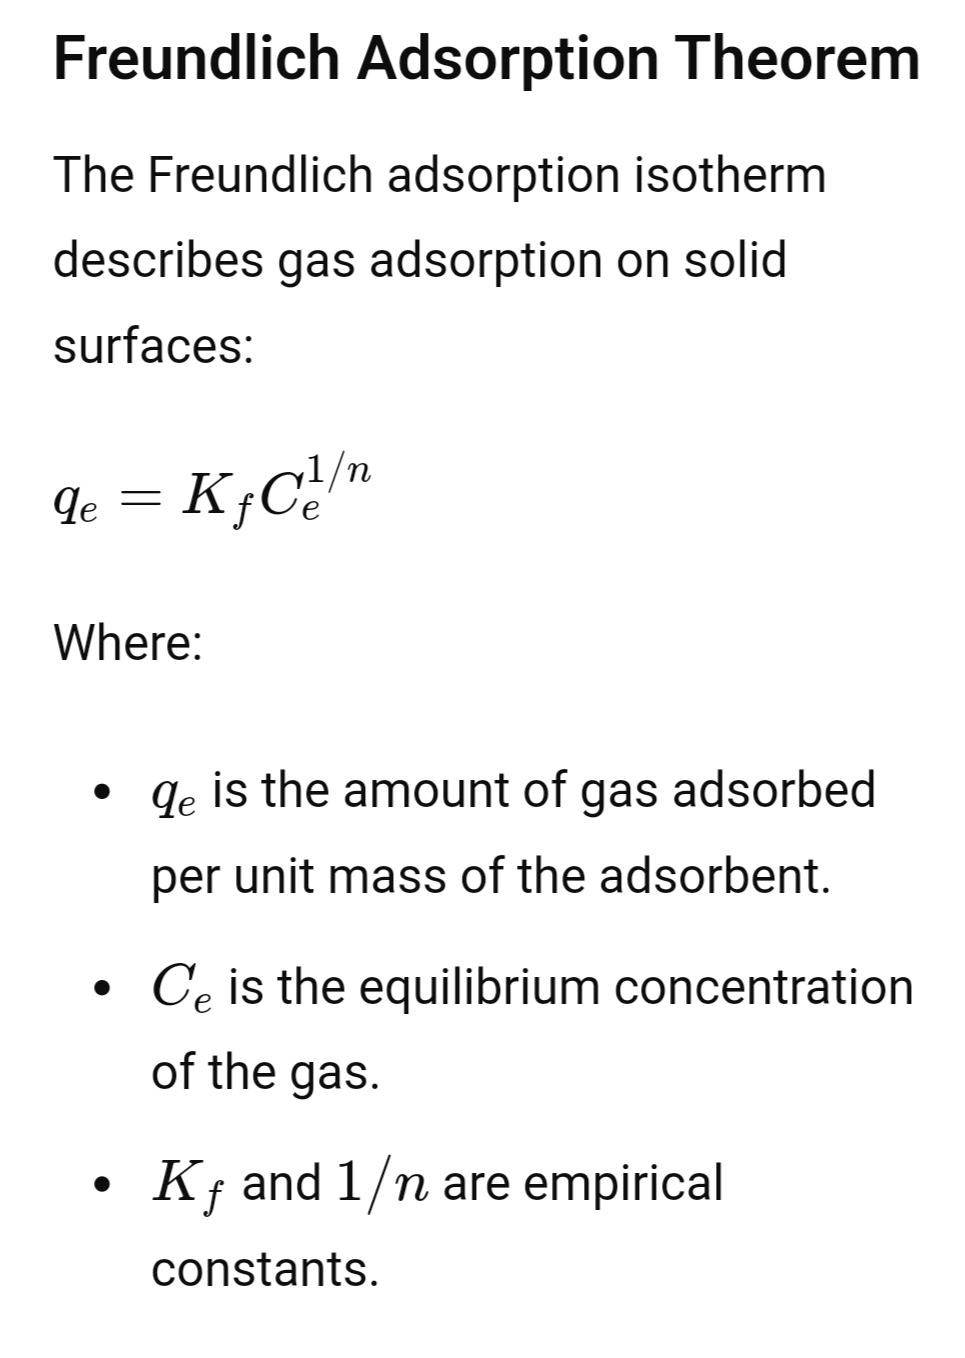 Freundlich Adsorption Theorem
The Freundlich adsorption isotherm
describes gas adsorption on solid
surfaces:
$q_e = K_f C_e^{1/n}$
Where:
• $q_e$ is the amount of gas adsorbed
per unit mass of the adsorbent.
• $C_e$ is the equilibrium concentration
of the gas.
• $K_f$ and $1/n$ are empirical
constants.